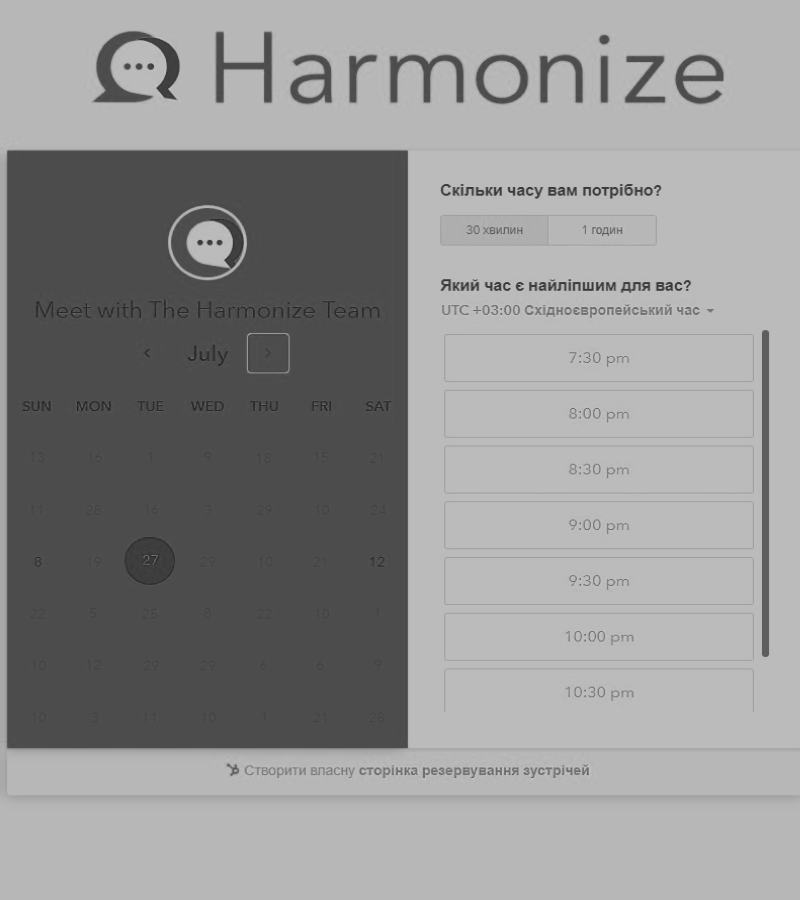 Harmonize
Meet with The Harmonize Team
July
SUN MON TUE WED THU FRI SAT
13 16 1 9 18 15 21
11 28 16 3 29 10 24
8 19 27 29 10 21 12
22 5 25 8 22 10 1
10 12 29 29 6 6 9
10 3 11 10 1 21 28
Скільки часу вам потрібно?
30 хвилин 1 годин
Який час є найліпшим для вас?
UTC +03:00 Східноєвропейський час
7:30 pm
8:00 pm
8:30 pm
9:00 pm
9:30 pm
10:00 pm
10:30 pm
Створити власну сторінка резервування зустрічей